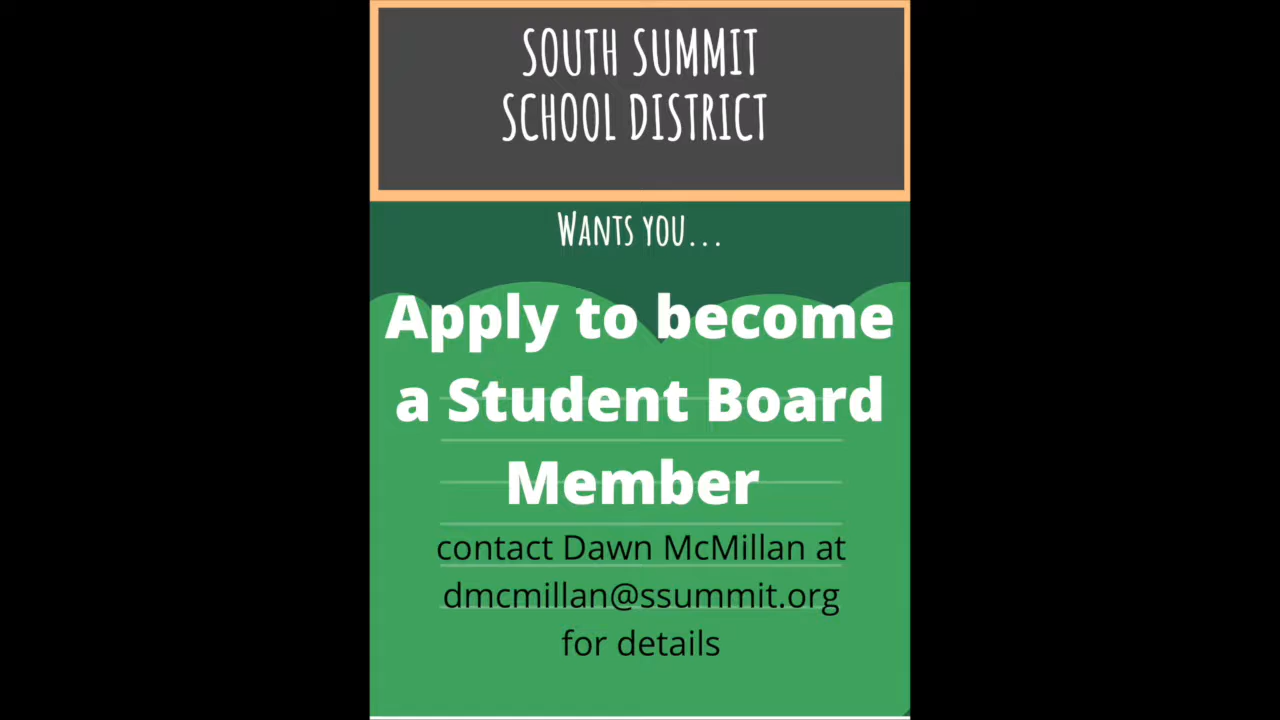 SOUTH SUMMIT
SCHOOL DISTRICT
WANTS YOU...
Apply to become
a Student Board
Member
contact Dawn McMillan at
dmcmillan@ssummit.org
for details